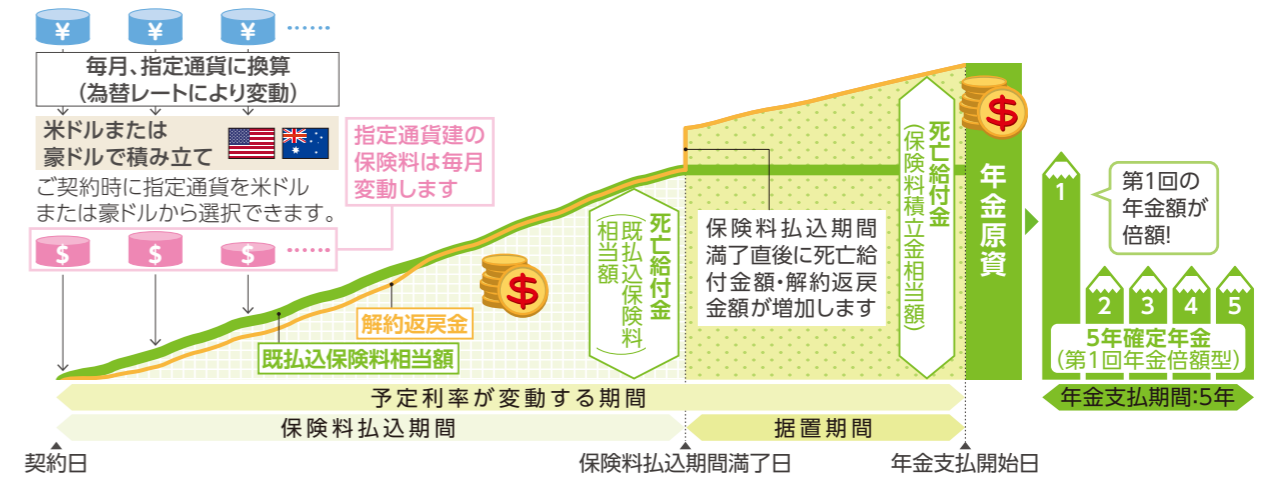 ¥ ¥ ¥ ……
毎月、指定通貨に換算
(為替レートにより変動)
米ドルまたは
豪ドルで積み立て
ご契約時に指定通貨を米ドル
または豪ドルから選択できます。
指定通貨建の
保険料は毎月
変動します
$ $ $ ……
解約返戻金
既払込保険料相当額
$
死亡給付金
(既払込保険料
相当額)
保険料払込期間
満了直後に死亡給
付金額・解約返戻
金額が増加します
死亡給付金
(保険料積立金相当額)
$
年金原資
1
第1回の
年金額が
倍額!
2 3 4 5
5年確定年金
(第1回年金倍額型)
年金支払期間:5年
予定利率が変動する期間
保険料払込期間
据置期間
契約日
保険料払込期間満了日
年金支払開始日